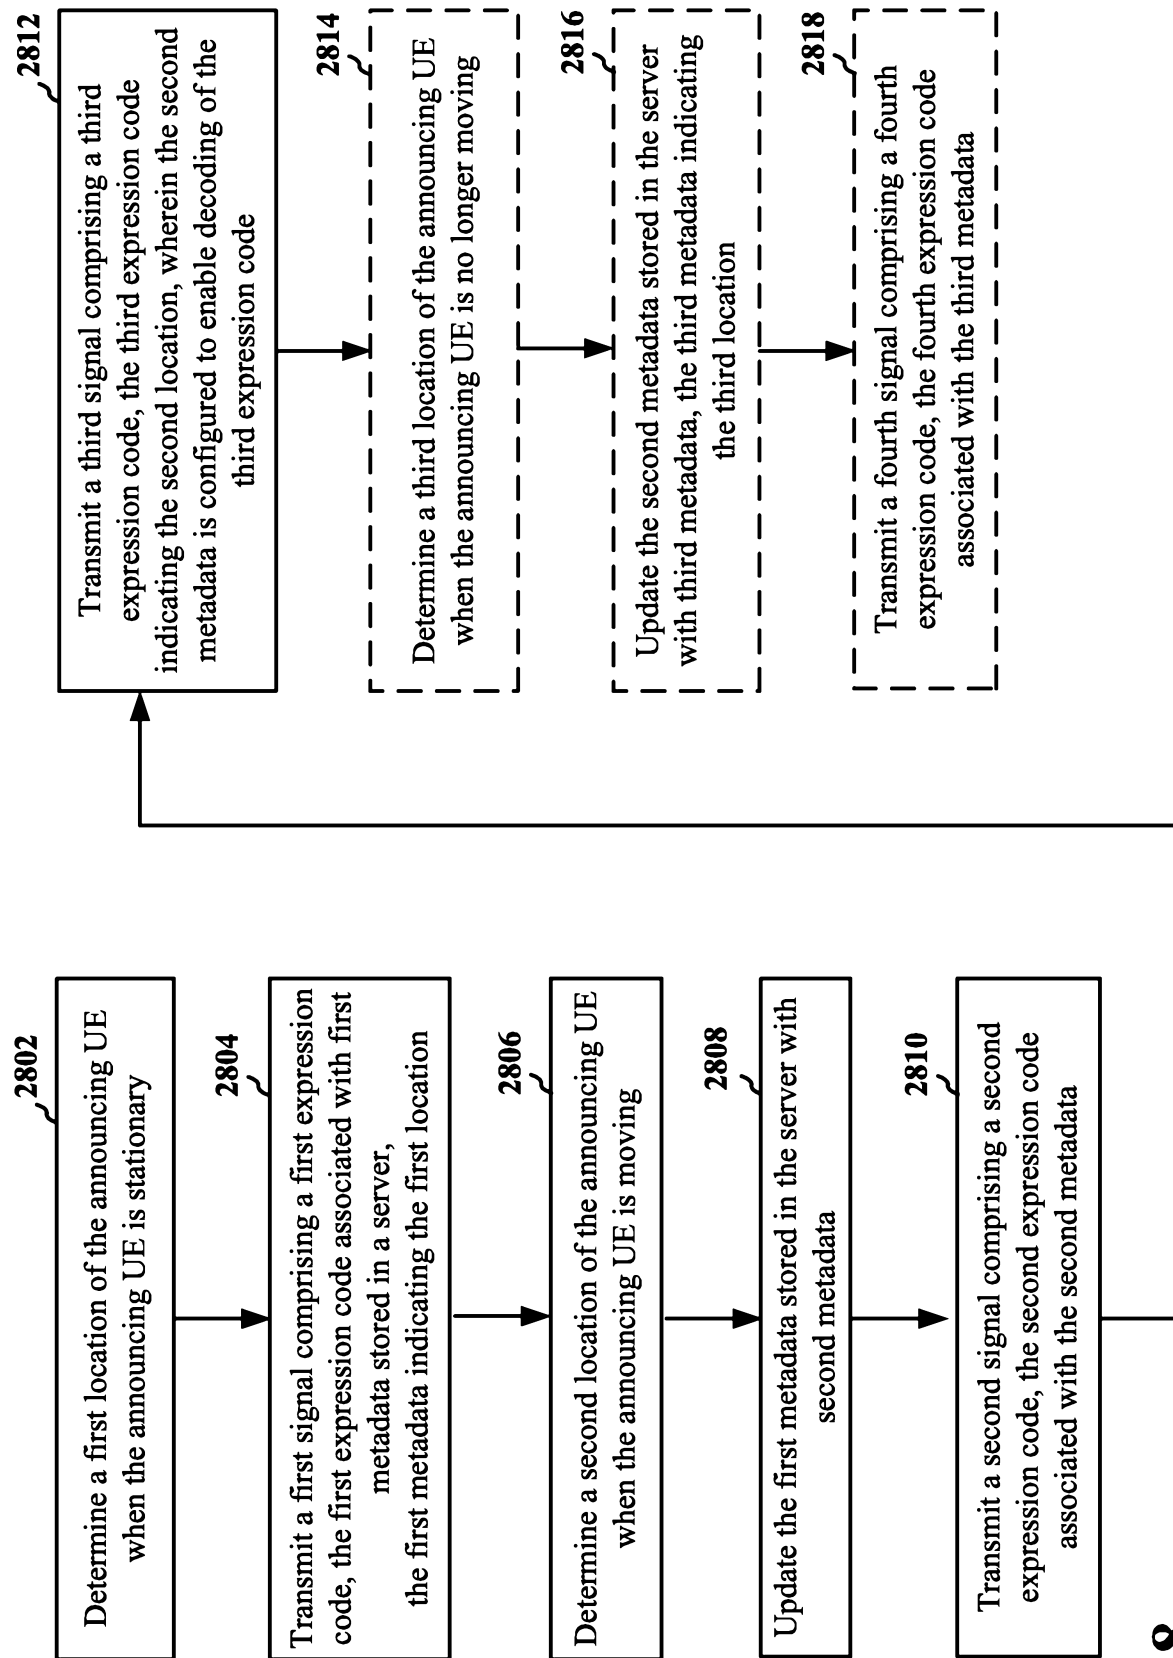 2802
Determine a first location of the announcing UE
when the announcing UE is stationary
2804
Transmit a first signal comprising a first expression
code, the first expression code associated with first
metadata stored in a server,
the first metadata indicating the first location
2806
Determine a second location of the announcing UE
when the announcing UE is moving
2808
Update the first metadata stored in the server with
second metadata
2810
Transmit a second signal comprising a second
expression code, the second expression code
associated with the second metadata
2812
Transmit a third signal comprising a third
expression code, the third expression code
indicating the second location, wherein the second
metadata is configured to enable decoding of the
third expression code
2814
Determine a third location of the announcing UE
when the announcing UE is no longer moving
2816
Update the second metadata stored in the server
with third metadata, the third metadata indicating
the third location
2818
Transmit a fourth signal comprising a fourth
expression code, the fourth expression code
associated with the third metadata